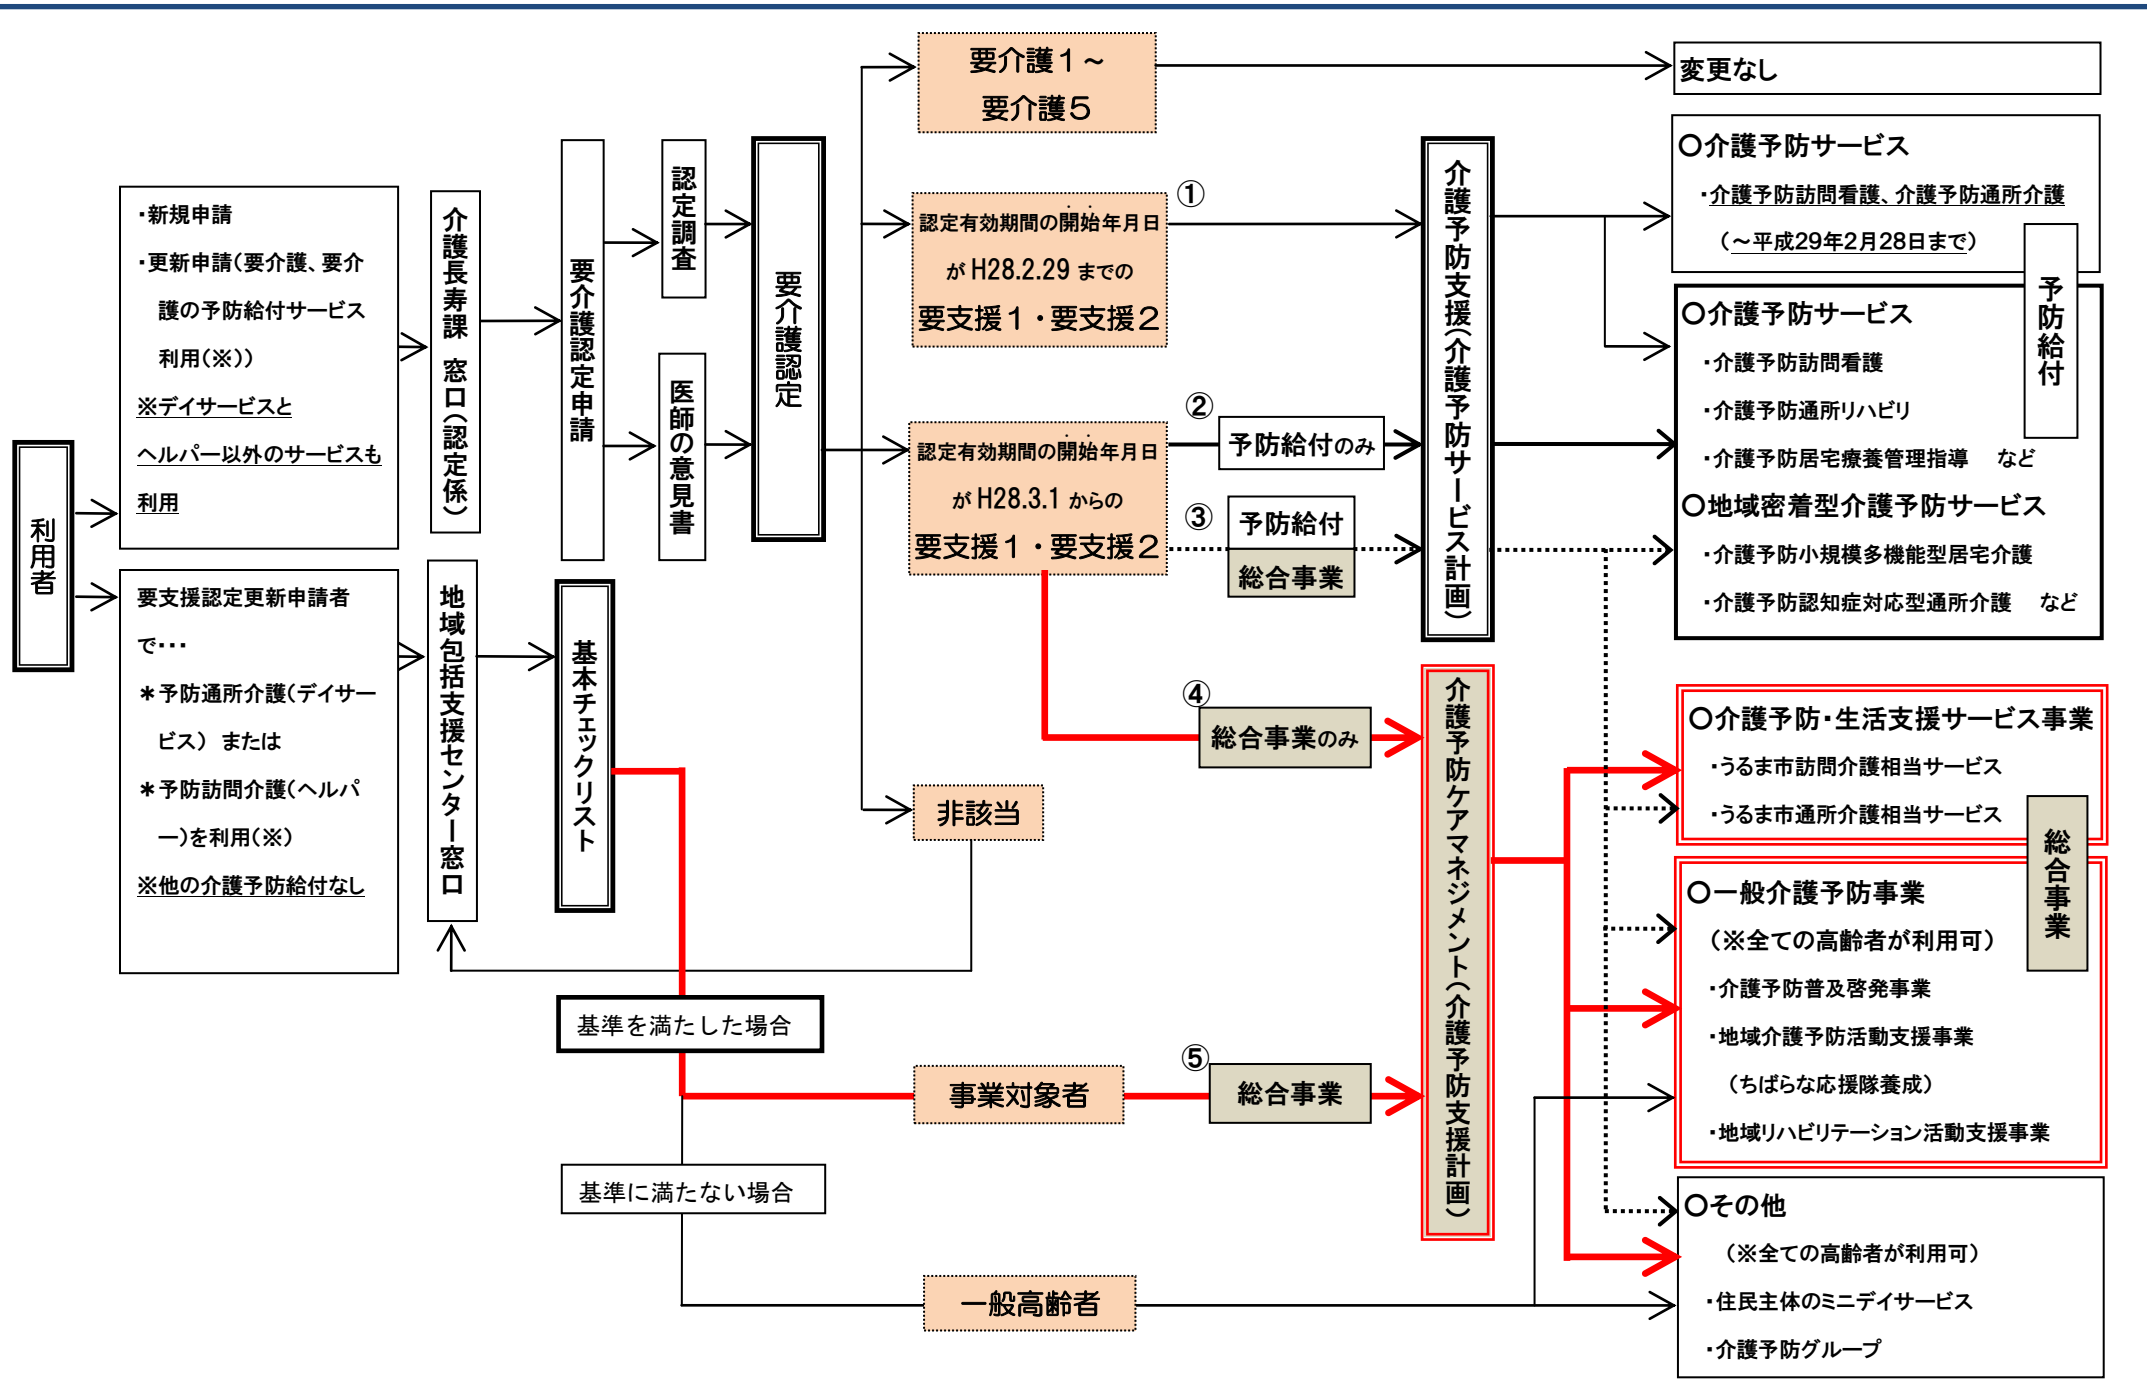 利用者
・新規申請
・更新申請(要介護、要介
護の予防給付サービス
利用(※))
※デイサービスと
ヘルパー以外のサービスも
利用
要支援認定更新申請者
で・・・
＊予防通所介護(デイサー
ビス) または
＊予防訪問介護(ヘルパ
ー)を利用(※)
※他の介護予防給付なし
介護長寿課 窓口(認定係)
地域包括支援センター窓口
要介護認定申請
基本チェックリスト
認定調査
医師の意見書
要介護認定
基準を満たした場合
基準に満たない場合
要介護１～
要介護５
認定有効期間の開始年月日
が H28.2.29 までの
要支援１・要支援２
認定有効期間の開始年月日
が H28.3.1 からの
要支援１・要支援２
非該当
事業対象者
一般高齢者
①
②
予防給付のみ
③
予防給付
総合事業
④
総合事業のみ
⑤
総合事業
介護予防支援(介護予防サービス計画)
介護予防ケアマネジメント(介護予防支援計画)
変更なし
○介護予防サービス
・介護予防訪問看護、介護予防通所介護
(～平成29年2月28日まで)
予防給付
○介護予防サービス
・介護予防訪問看護
・介護予防通所リハビリ
・介護予防居宅療養管理指導　など
○地域密着型介護予防サービス
・介護予防小規模多機能型居宅介護
・介護予防認知症対応型通所介護　など
○介護予防・生活支援サービス事業
・うるま市訪問介護相当サービス
・うるま市通所介護相当サービス
総合事業
○一般介護予防事業
(※全ての高齢者が利用可)
・介護予防普及啓発事業
・地域介護予防活動支援事業
(ちばらな応援隊養成)
・地域リハビリテーション活動支援事業
○その他
(※全ての高齢者が利用可)
・住民主体のミニデイサービス
・介護予防グループ